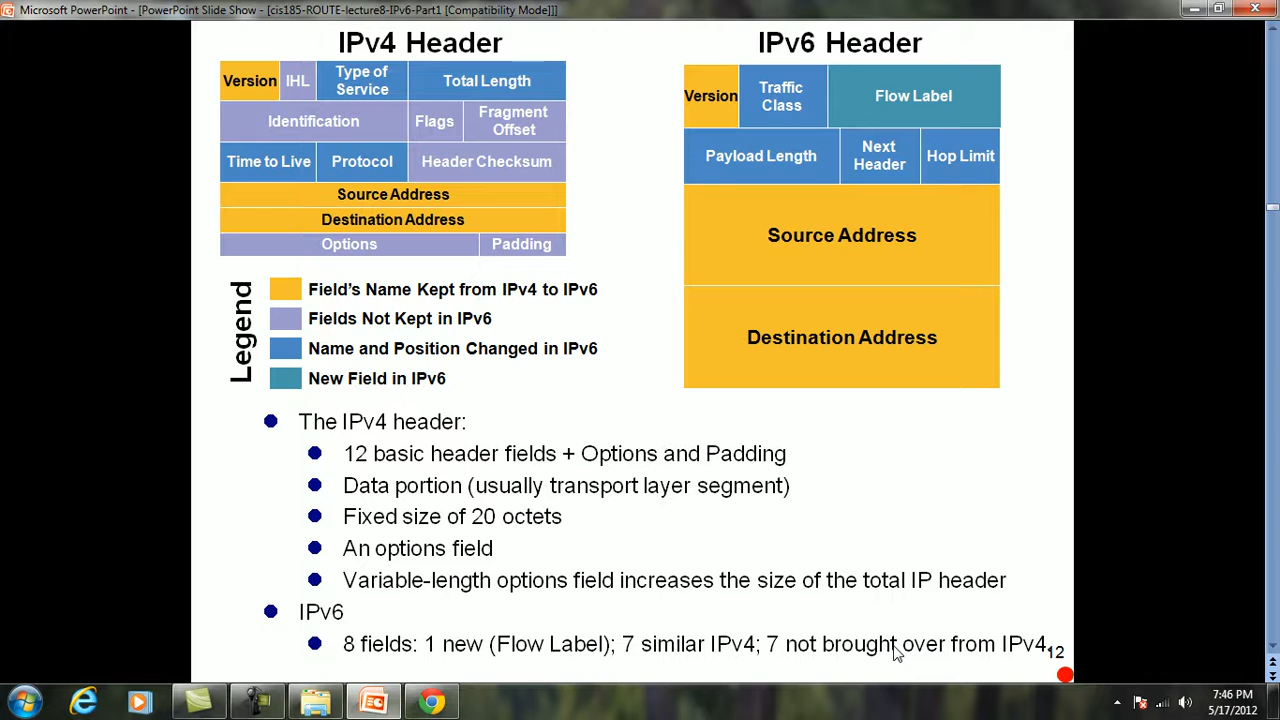 Microsoft PowerPoint - [PowerPoint Slide Show - [cis185-ROUTE-lecture8-IPv6-Part1 [Compatibility Mode]]]
IPv4 Header
Version
IHL
Type of
Service
Total Length
Identification
Flags
Fragment
Offset
Time to Live
Protocol
Header Checksum
Source Address
Destination Address
Options
Padding
IPv6 Header
Version
Traffic
Class
Flow Label
Payload Length
Next
Header
Hop Limit
Source Address
Destination Address
Legend
Field's Name Kept from IPv4 to IPv6
Fields Not Kept in IPv6
Name and Position Changed in IPv6
New Field in IPv6
The IPv4 header:
12 basic header fields + Options and Padding
Data portion (usually transport layer segment)
Fixed size of 20 octets
An options field
Variable-length options field increases the size of the total IP header
IPv6
8 fields: 1 new (Flow Label); 7 similar IPv4; 7 not brought over from IPv4.
12
7:46 PM
5/17/2012